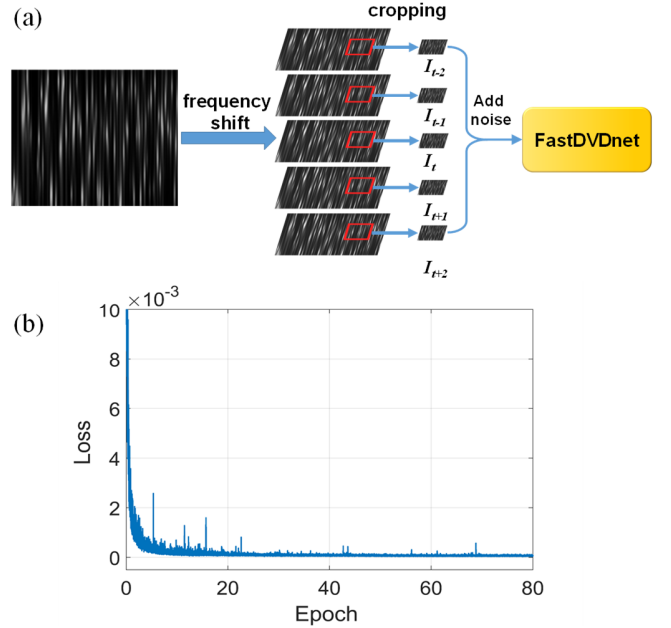 (a)
cropping
frequency
shift
I_{t-2}
I_{t-1}
I_t
I_{t+1}
I_{t+2}
Add
noise
FastDVDnet
(b)
×10^{-3}
10
8
6
4
2
0
Loss
0 20 40 60 80
Epoch